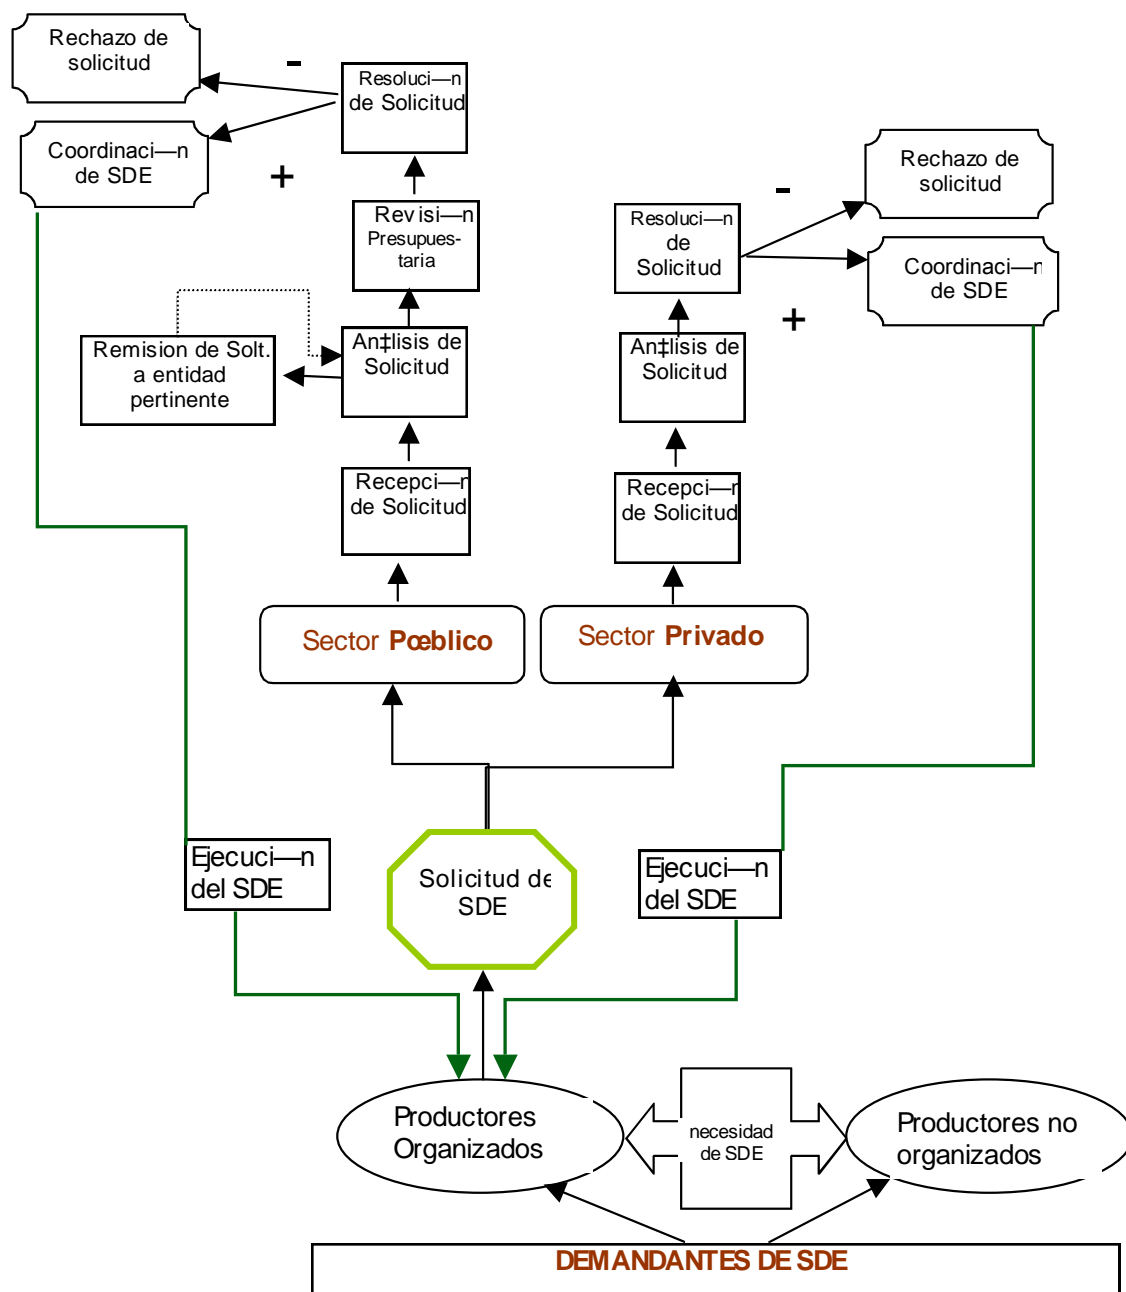 Rechazo de
solicitud
-
Resoluci—n
de Solicitud
Coordinaci—n
de SDE
+
Revisi—n
Presupues-
taria
Remision de Solt.
a entidad
pertinente
An‡lisis de
Solicitud
Recepci—n
de Solicitud
Sector Pœblico
Rechazo de
solicitud
-
Resoluci—n
de
Solicitud
Coordinaci—n
de SDE
+
An‡lisis de
Solicitud
Recepci—n
de Solicitud
Sector Privado
Ejecuci—n
del SDE
Solicitud de
SDE
Ejecuci—n
del SDE
Productores
Organizados
necesidad
de SDE
Productores no
organizados
DEMANDANTES DE SDE